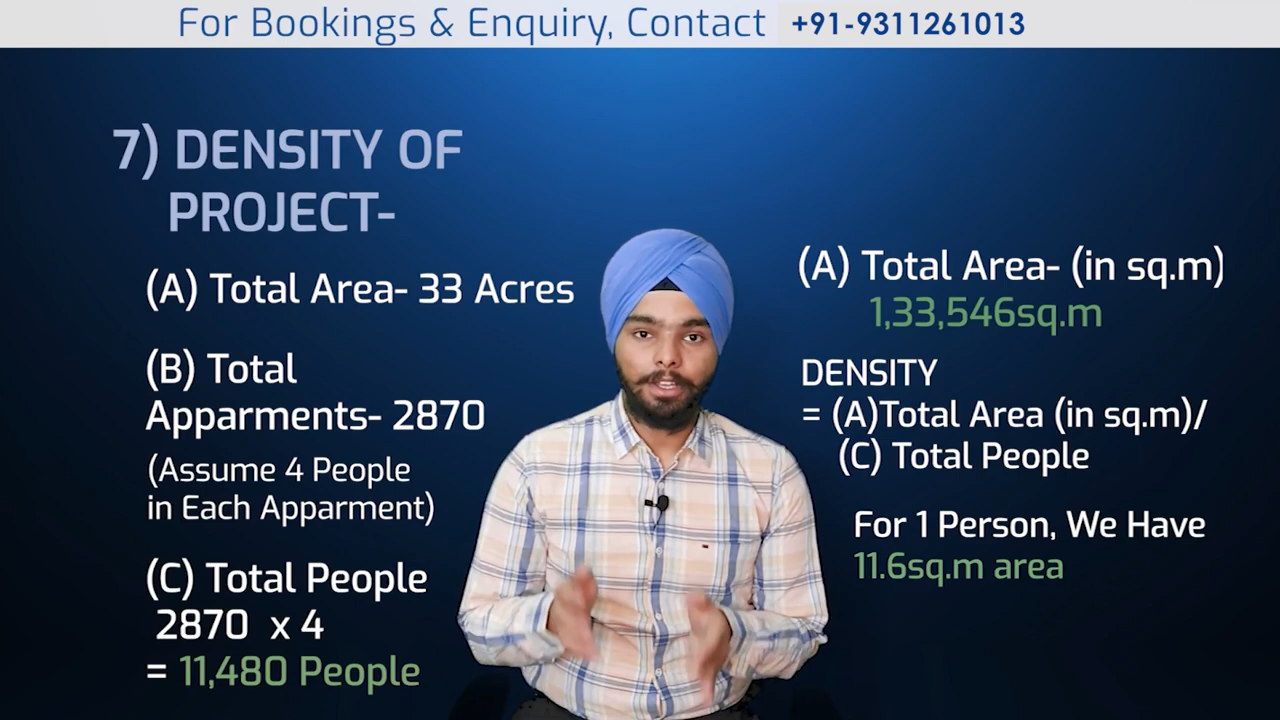 For Bookings & Enquiry, Contact +91-9311261013
7) DENSITY OF
PROJECT-
(A) Total Area- 33 Acres
(B) Total
Apparments- 2870
(Assume 4 People
in Each Apparment)
(C) Total People
2870 x 4
= 11,480 People
(A) Total Area- (in sq.m)
1,33,546sq.m
DENSITY
= (A)Total Area (in sq.m)/
(C) Total People
For 1 Person, We Have
11.6sq.m area